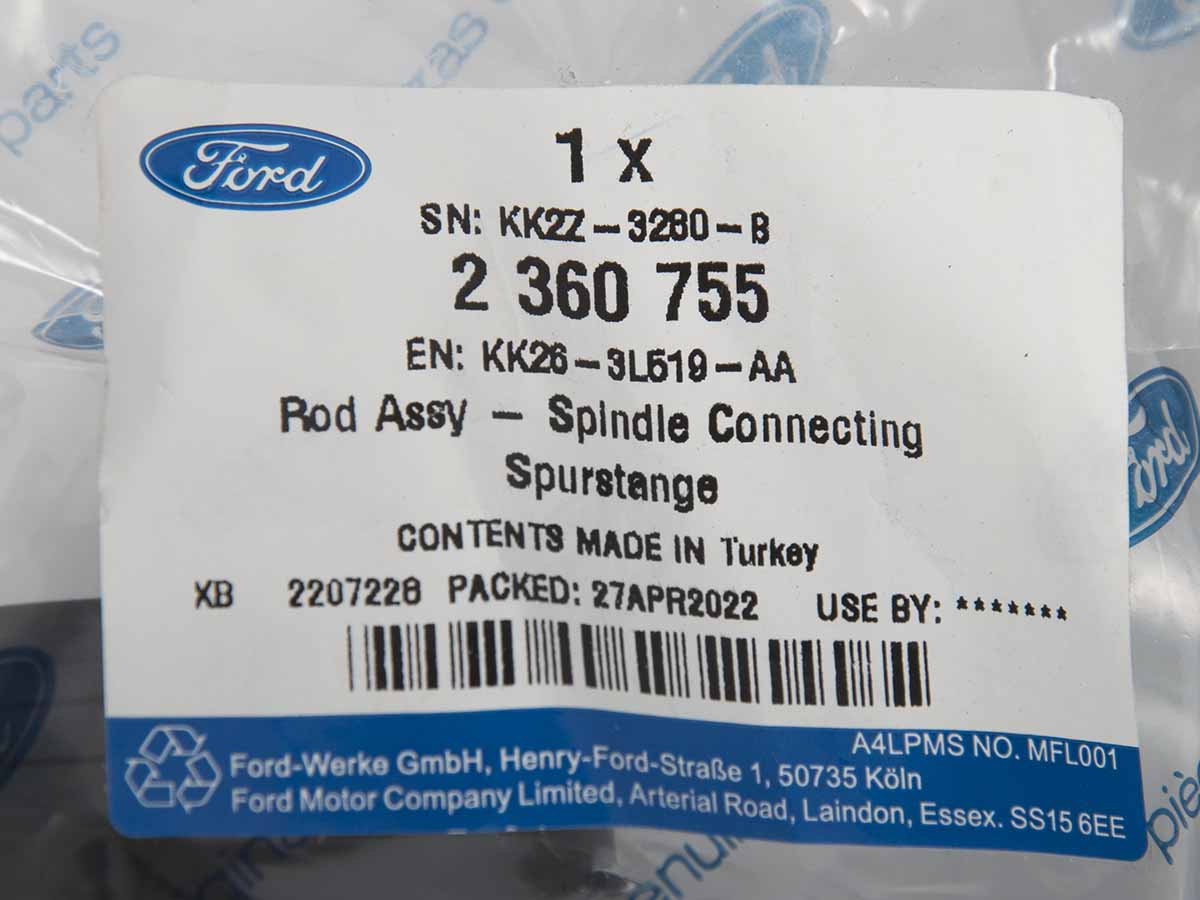 parts
Ford
1 x
SN: KK2Z-3280-B
2 360 755
EN: KK26-3L519-AA
Rod Assy - Spindle Connecting
Spurstange
CONTENTS MADE IN Turkey
XB 2207228 PACKED: 27APR2022 USE BY: *******
A4LPMS NO. MFL001
Ford-Werke GmbH, Henry-Ford-Straße 1, 50735 Köln
Ford Motor Company Limited, Arterial Road, Laindon, Essex. SS15 6EE
Ford